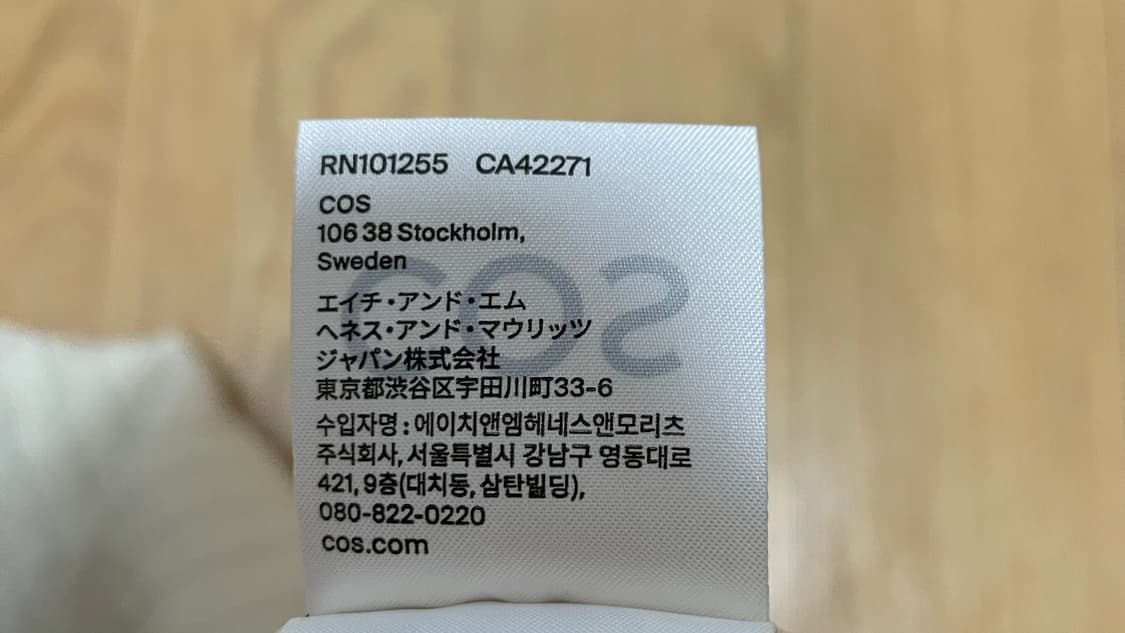 RN101255 CA42271
COS
106 38 Stockholm,
Sweden
エイチ・アンド・エム
ヘネス・アンド・マウリッツ
ジャパン株式会社
東京都渋谷区宇田川町33-6
수입자명 : 에이치앤엠헤네스앤모리츠
주식회사, 서울특별시 강남구 영동대로
421, 9층(대치동, 삼탄빌딩),
080-822-0220
cos.com
COS